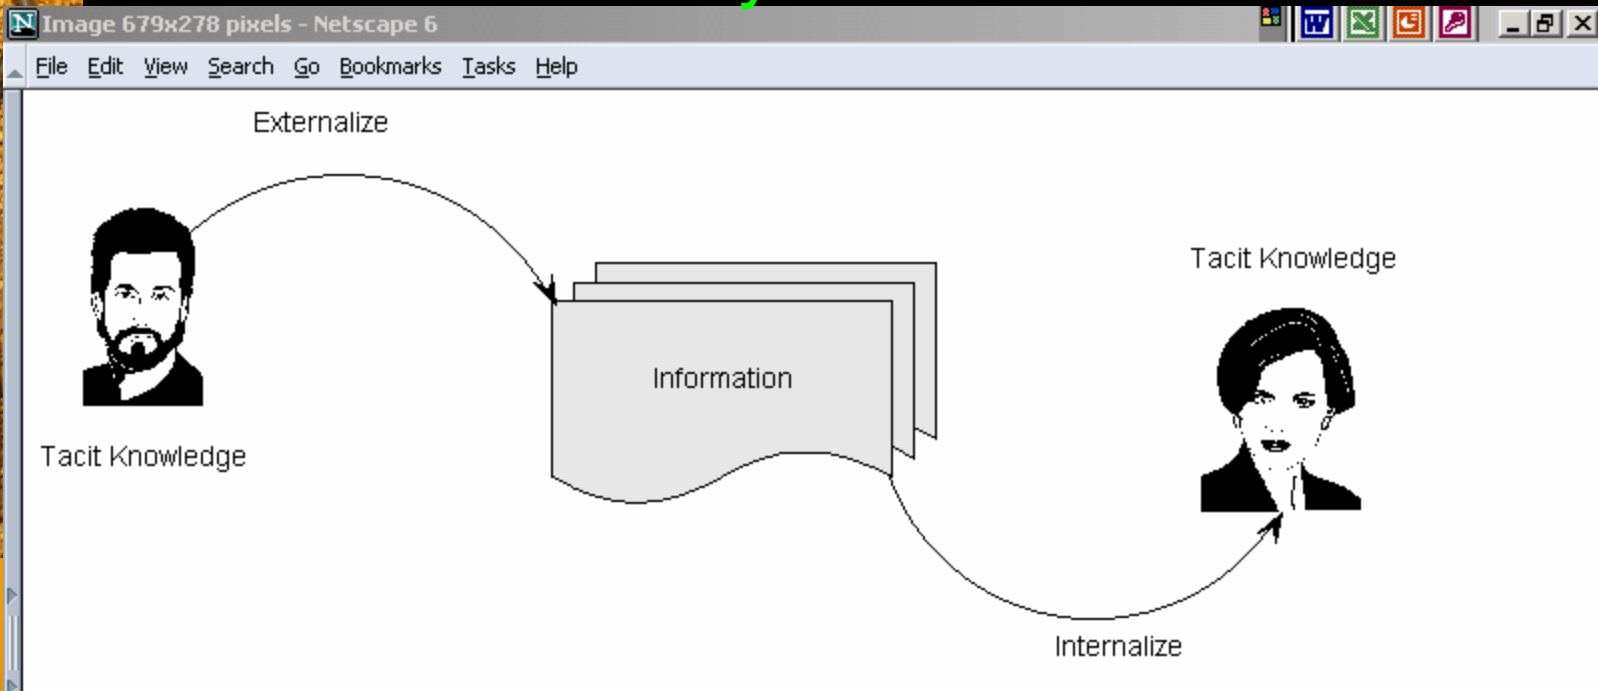 Image 679x278 pixels - Netscape 6
File Edit View Search Go Bookmarks Tasks Help
Externalize
Tacit Knowledge
Information
Tacit Knowledge
Internalize